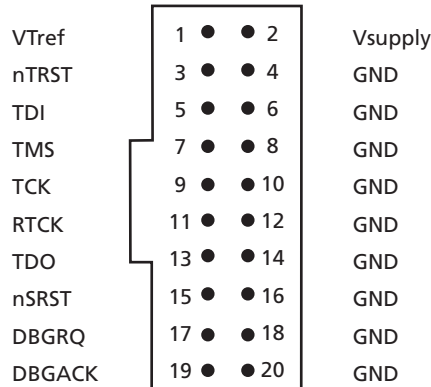 VTref 1 2 Vsupply
nTRST 3 4 GND
TDI 5 6 GND
TMS 7 8 GND
TCK 9 10 GND
RTCK 11 12 GND
TDO 13 14 GND
nSRST 15 16 GND
DBGRQ 17 18 GND
DBGACK 19 20 GND